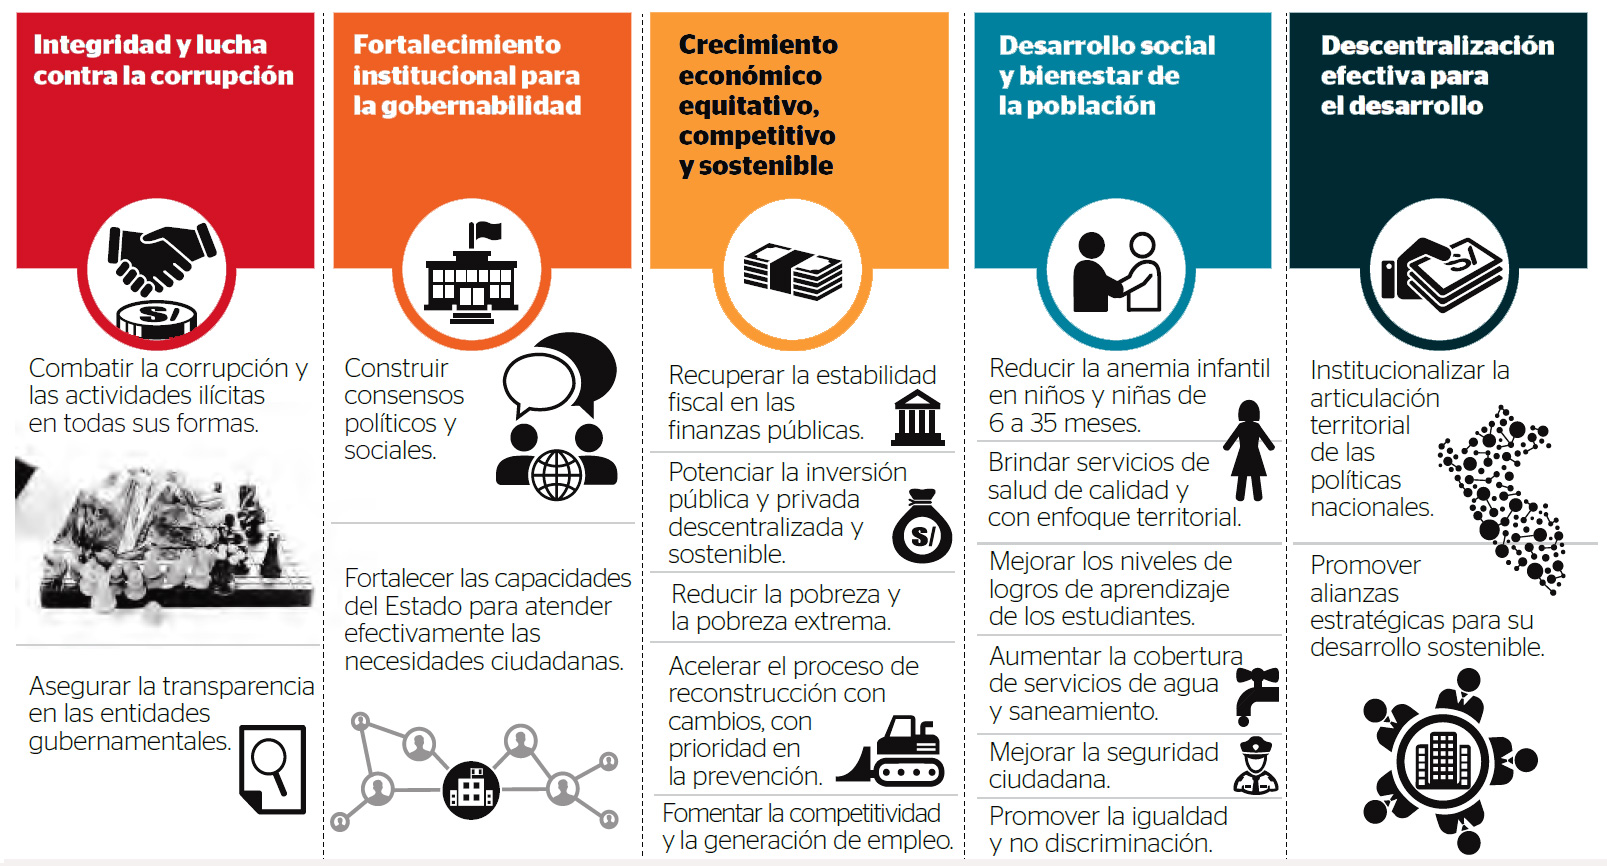 Integridad y lucha
contra la corrupción
S/
Combatir la corrupción y
las actividades ilícitas
en todas sus formas.
Asegurar la transparencia
en las entidades
gubernamentales.
Fortalecimiento
institucional para
la gobernabilidad
Construir
consensos
políticos y
sociales.
Fortalecer las capacidades
del Estado para atender
efectivamente las
necesidades ciudadanas.
Crecimiento
económico
equitativo,
competitivo
y sostenible
Recuperar la estabilidad
fiscal en las
finanzas públicas.
Potenciar la inversión
pública y privada
descentralizada y
sostenible.
S/
Reducir la pobreza y
la pobreza extrema.
Acelerar el proceso de
reconstrucción con
cambios, con
prioridad en
la prevención.
Fomentar la competitividad
y la generación de empleo.
Desarrollo social
y bienestar de
la población
Reducir la anemia infantil
en niños y niñas de
6 a 35 meses.
Brindar servicios de
salud de calidad y
con enfoque territorial.
Mejorar los niveles de
logros de aprendizaje
de los estudiantes.
Aumentar la cobertura
de servicios de agua
y saneamiento.
Mejorar la seguridad
ciudadana.
Promover la igualdad
y no discriminación.
Descentralización
efectiva para
el desarrollo
S/
Institucionalizar la
articulación
territorial
de las
políticas
nacionales.
Promover
alianzas
estratégicas para su
desarrollo sostenible.